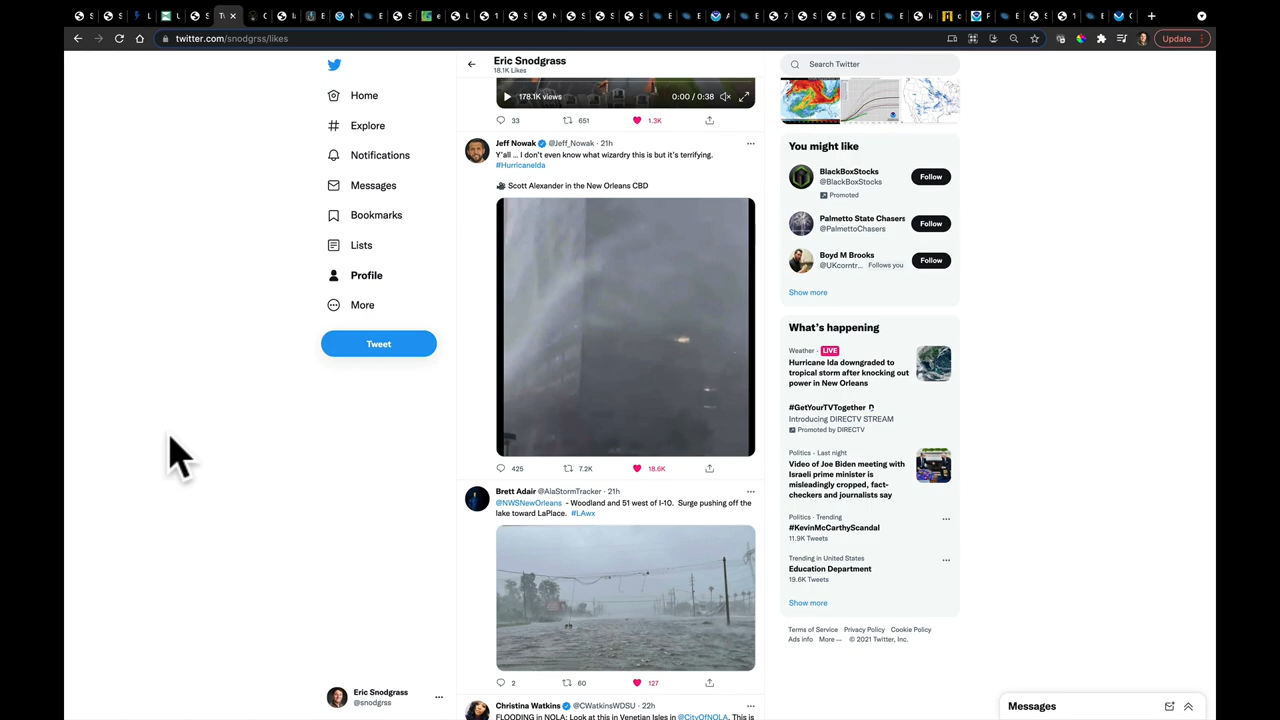 twitter.com/snodgrss/likes
Update
Eric Snodgrass
18.1K Likes
Search Twitter
Home
Explore
Notifications
Messages
Bookmarks
Lists
Profile
More
Tweet
Eric Snodgrass
@snodgrss
178.1K views
0:00 / 0:38
33 651 1.3K
Jeff Nowak @Jeff_Nowak · 21h
Y'all ... I don't even know what wizardry this is but it's terrifying.
#HurricaneIda
🎥 Scott Alexander in the New Orleans CBD
425 7.2K 18.6K
Brett Adair @AlaStormTracker · 21h
@NWSNewOrleans - Woodland and 51 west of I-10. Surge pushing off the
lake toward LaPlace. #LAwx
2 60 127
Christina Watkins @CWatkinsWDSU · 22h
FLOODING in NOLA: Look at this in Venetian Isles in @CityOfNOLA. This is
You might like
BlackBoxStocks
@BlackBoxStocks
Promoted
Follow
Palmetto State Chasers
@PalmettoChasers
Follow
Boyd M Brooks
@UKcorntr... Follows you
Follow
Show more
What's happening
Weather · LIVE
Hurricane Ida downgraded to
tropical storm after knocking out
power in New Orleans
#GetYourTVTogether
Introducing DIRECTV STREAM
Promoted by DIRECTV
Politics · Last night
Video of Joe Biden meeting with
Israeli prime minister is
misleadingly cropped, fact-
checkers and journalists say
Politics · Trending
#KevinMcCarthyScandal
11.9K Tweets
Trending in United States
Education Department
19.6K Tweets
Show more
Terms of Service Privacy Policy Cookie Policy
Ads info More ··· © 2021 Twitter, Inc.
Messages